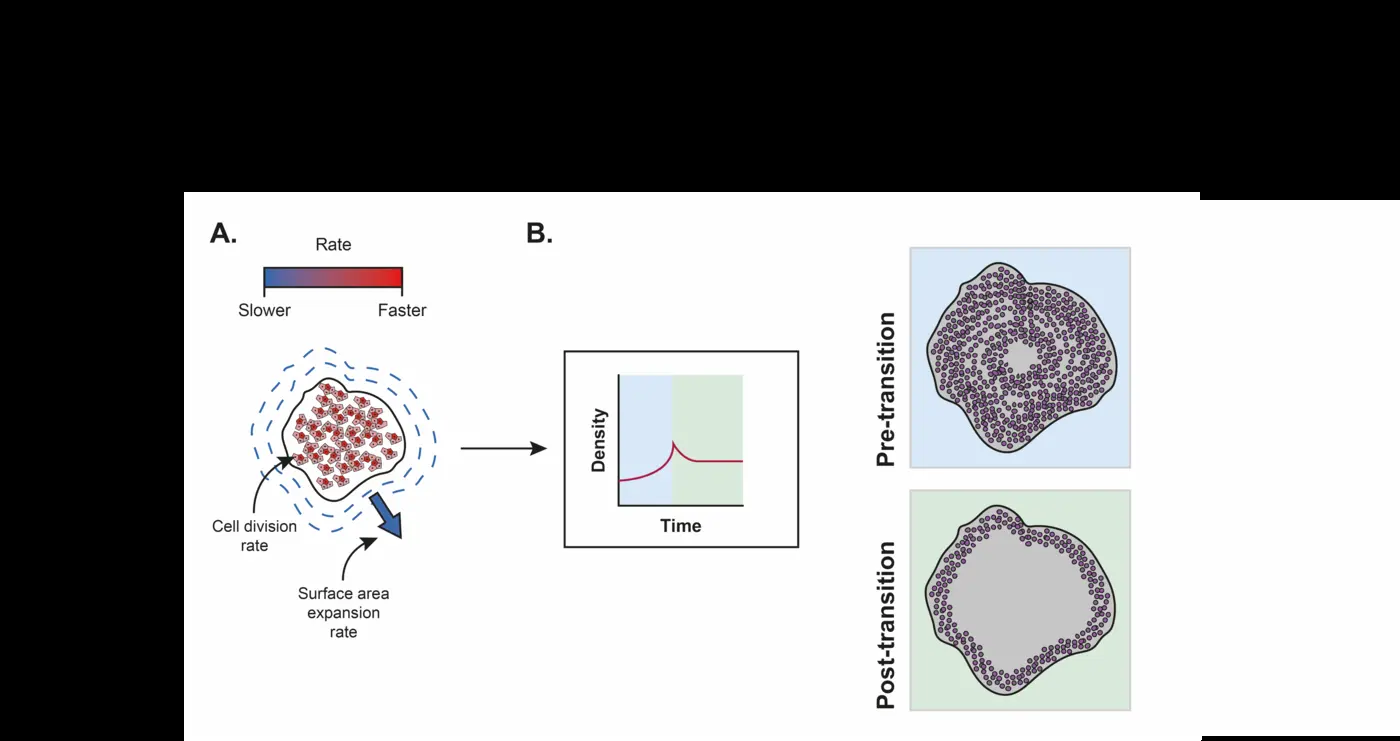 A.
Rate
Slower
Faster
Cell division
rate
Surface area
expansion
rate
B.
Density
Time
Pre-transition
Post-transition